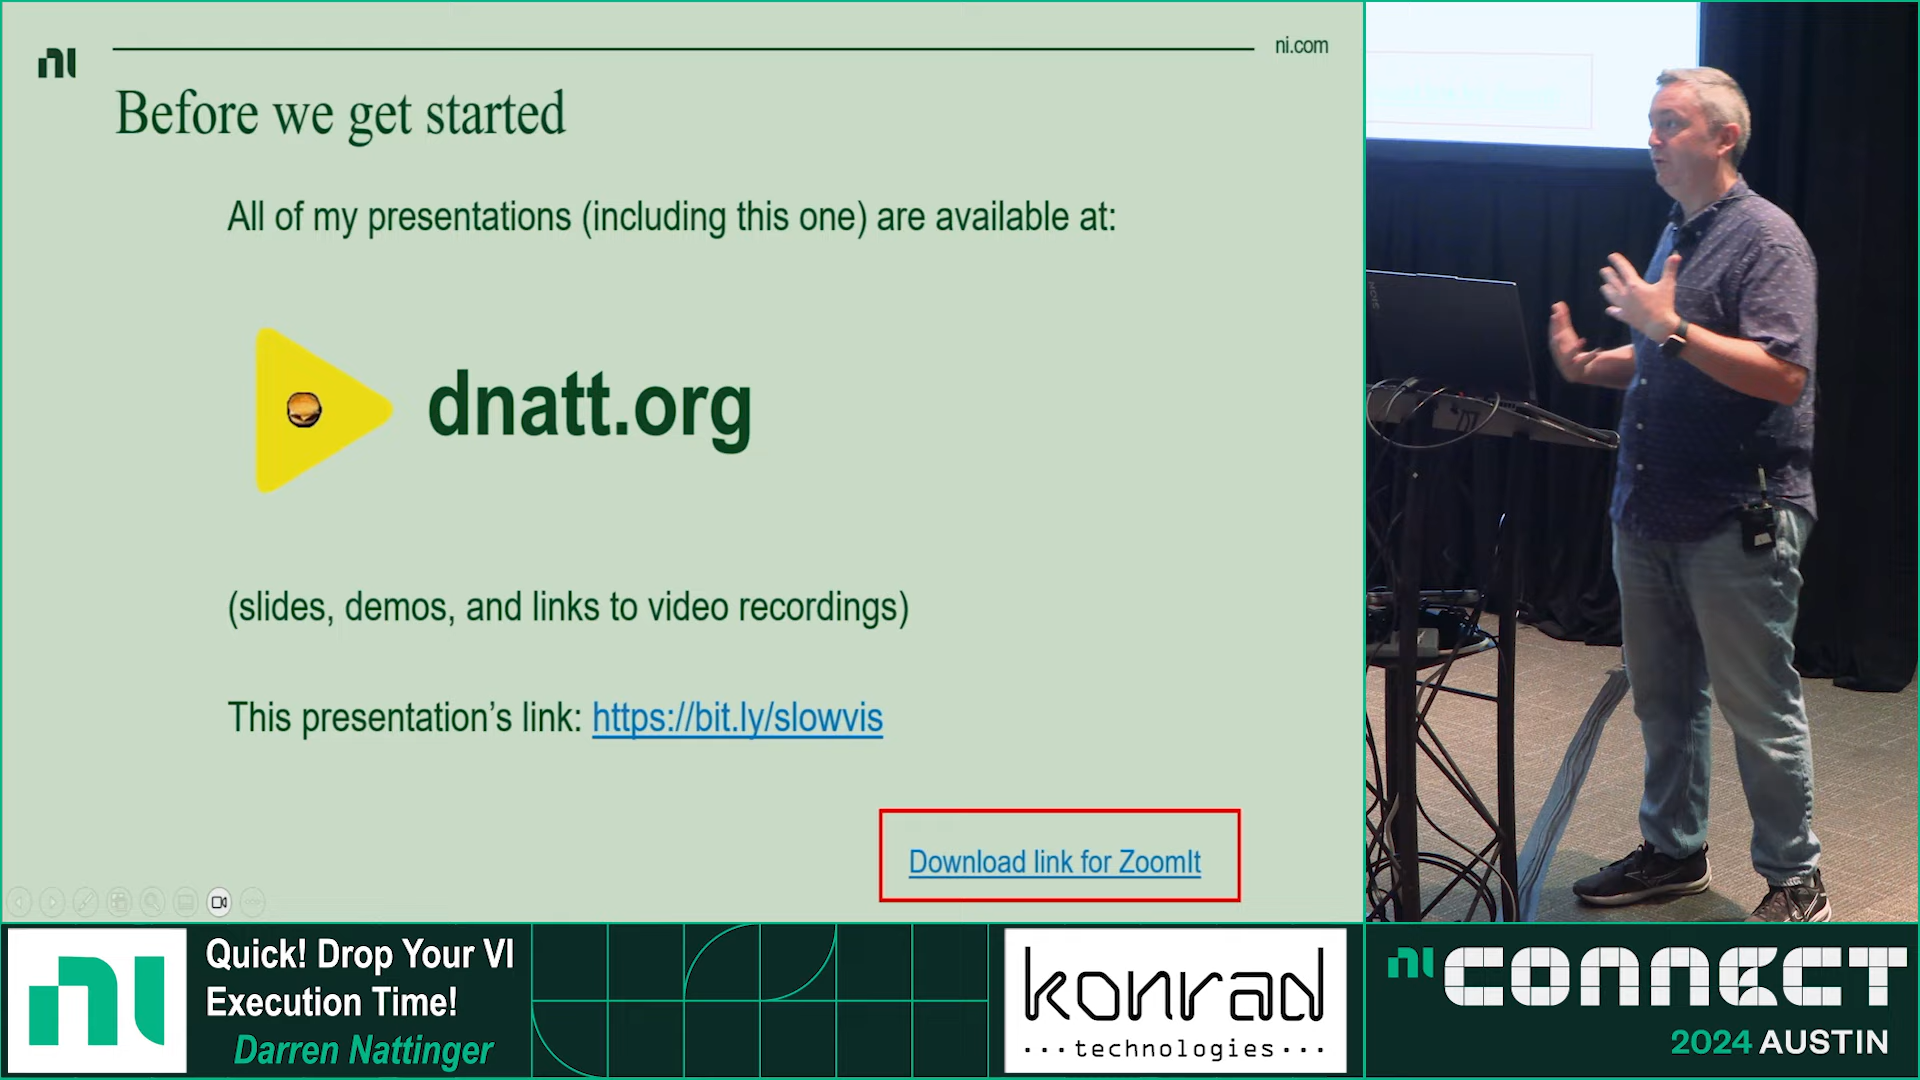 ni
ni.com
Before we get started
All of my presentations (including this one) are available at:
dnatt.org
(slides, demos, and links to video recordings)
This presentation’s link: https://bit.ly/slowvis
Download link for ZoomIt
ni
Quick! Drop Your VI
Execution Time!
Darren Nattinger
konrad
···technologies···
ni CONNECT
2024 AUSTIN